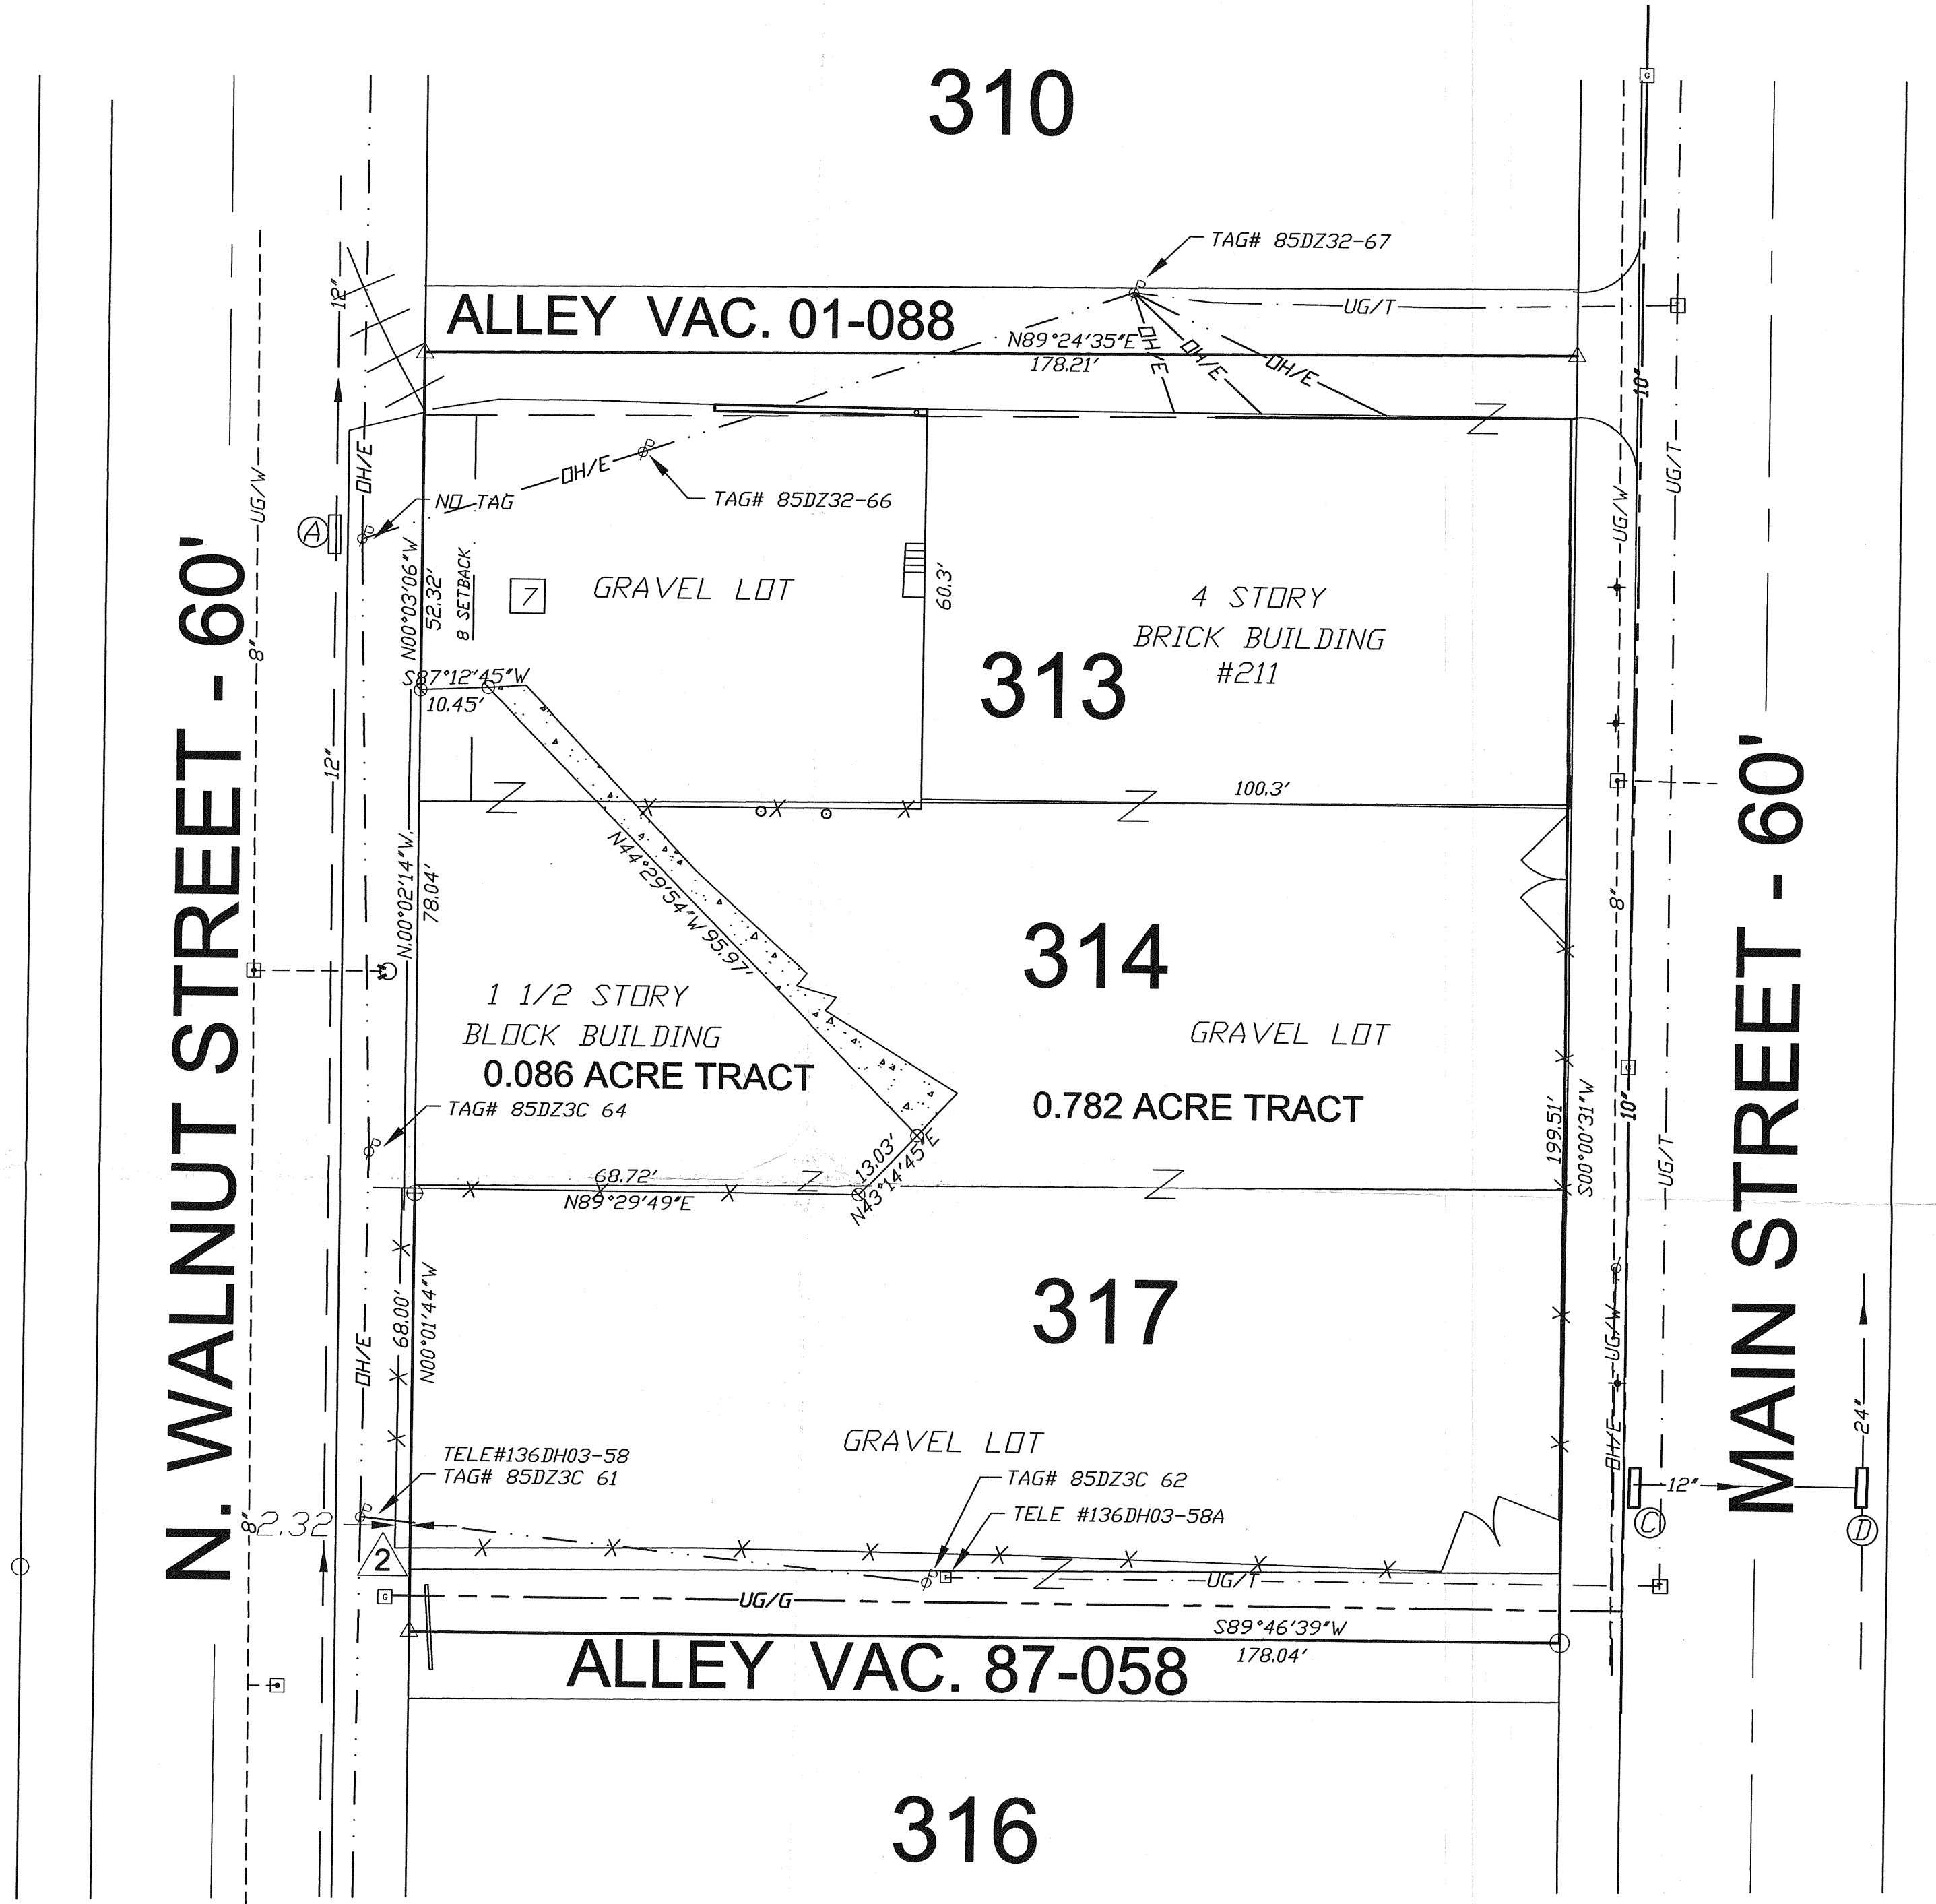 310
G
TAG# 85DZ32-67
12"
ALLEY VAC. 01-088
UG/T
N89°24'35"E
178.21'
OH/E
OH/E
OH/E
10"
OH/E
UG/W
OH/E
UG/T
NO TAG
TAG# 85DZ32-66
UG/W
A
N00°03'06"W
52.32'
8 SETBACK
7
GRAVEL LOT
60.3'
4 STORY
BRICK BUILDING
#211
8"
313
S87°12'45"W
10.45'
N. WALNUT STREET - 60'
MAIN STREET - 60'
12"
100.3'
N.00°02'14"W.
78.04'
N44°29'54"W 95.97'
8"
314
1 1/2 STORY
BLOCK BUILDING
GRAVEL LOT
0.086 ACRE TRACT
0.782 ACRE TRACT
G
10"
TAG# 85DZ3C 64
199.51'
S00°00'31"W
UG/T
13.03'
N43°14'45"E
68.72'
N89°29'49"E
317
68.00'
N00°01'44"W
OH/E
UG/W
GRAVEL LOT
OH/E
24"
TELE#136DH03-58
TAG# 85DZ3C 61
TAG# 85DZ3C 62
12"
TELE #136DH03-58A
8"
2.32
C
D
2
UG/T
G
UG/G
S89°46'39"W
178.04'
ALLEY VAC. 87-058
316